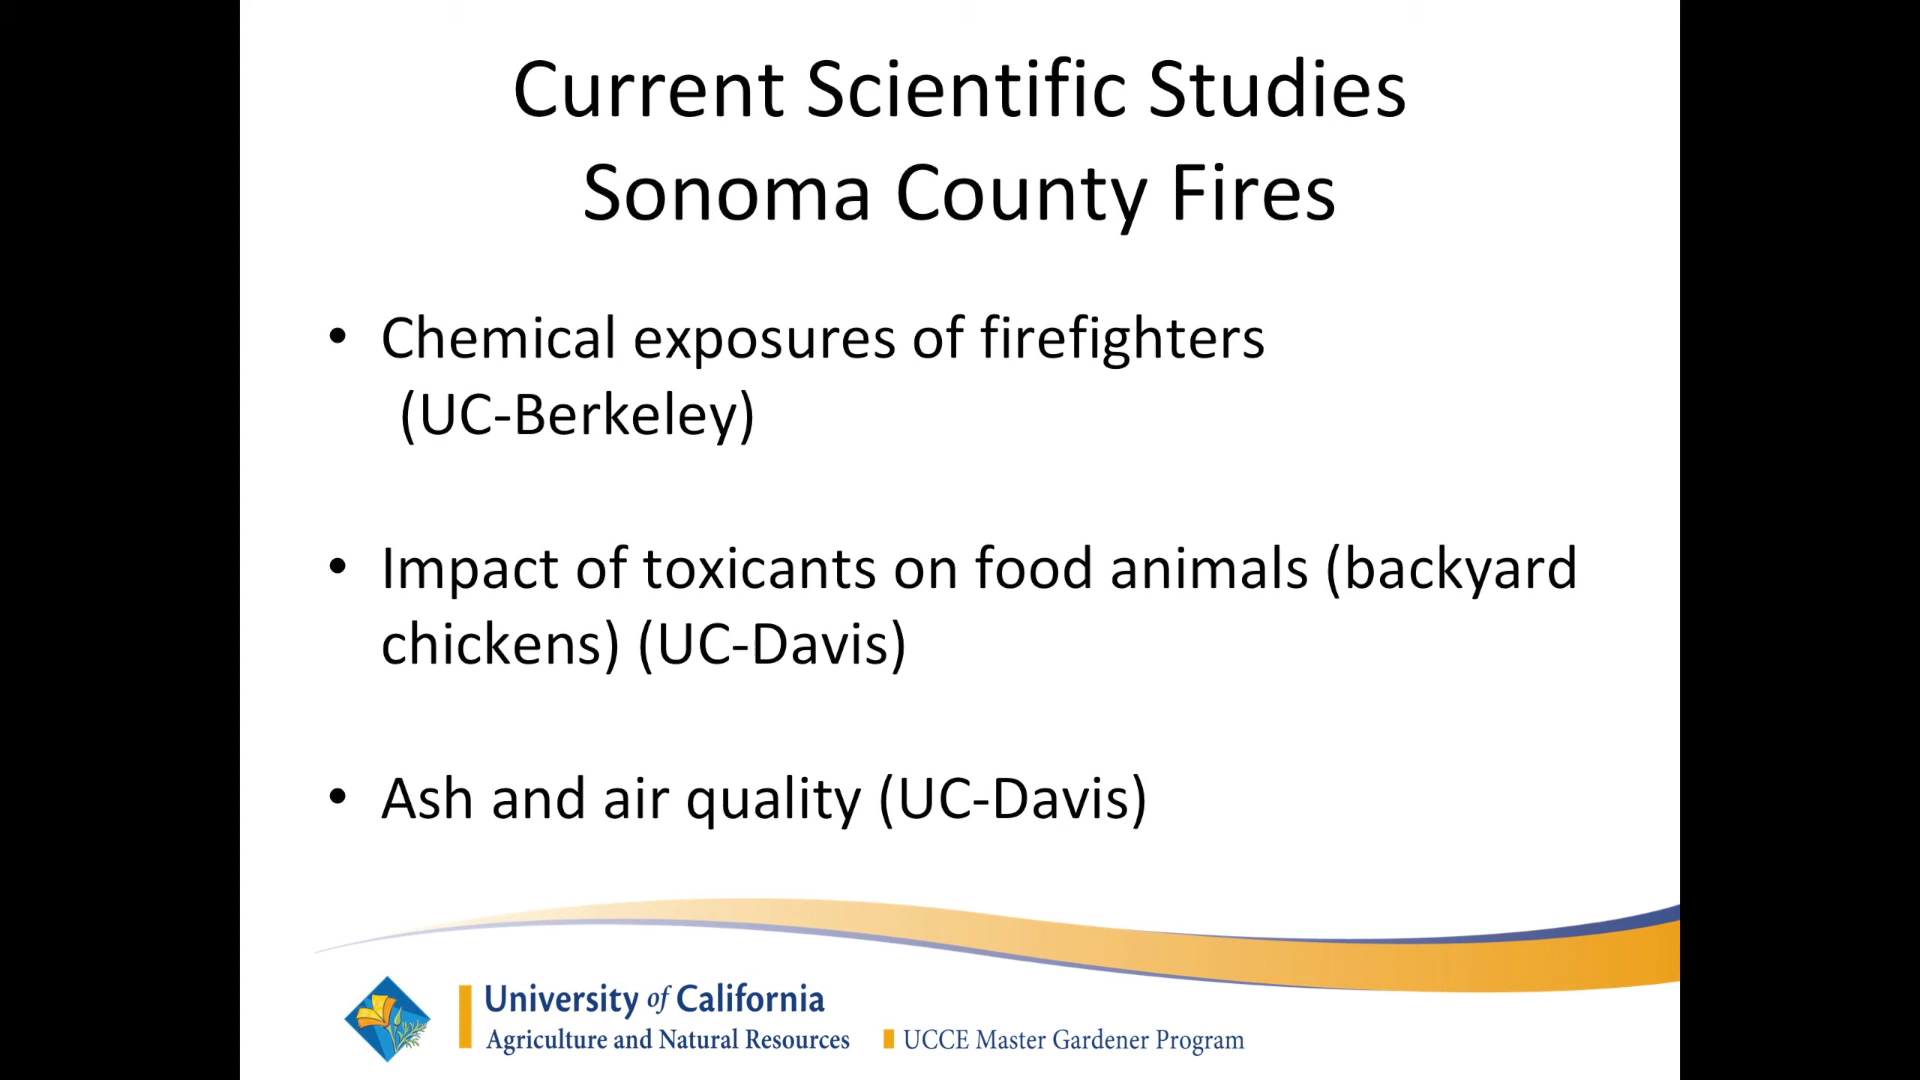 Current Scientific Studies
Sonoma County Fires
• Chemical exposures of firefighters
(UC-Berkeley)
• Impact of toxicants on food animals (backyard
chickens) (UC-Davis)
• Ash and air quality (UC-Davis)
University of California
Agriculture and Natural Resources
UCCE Master Gardener Program